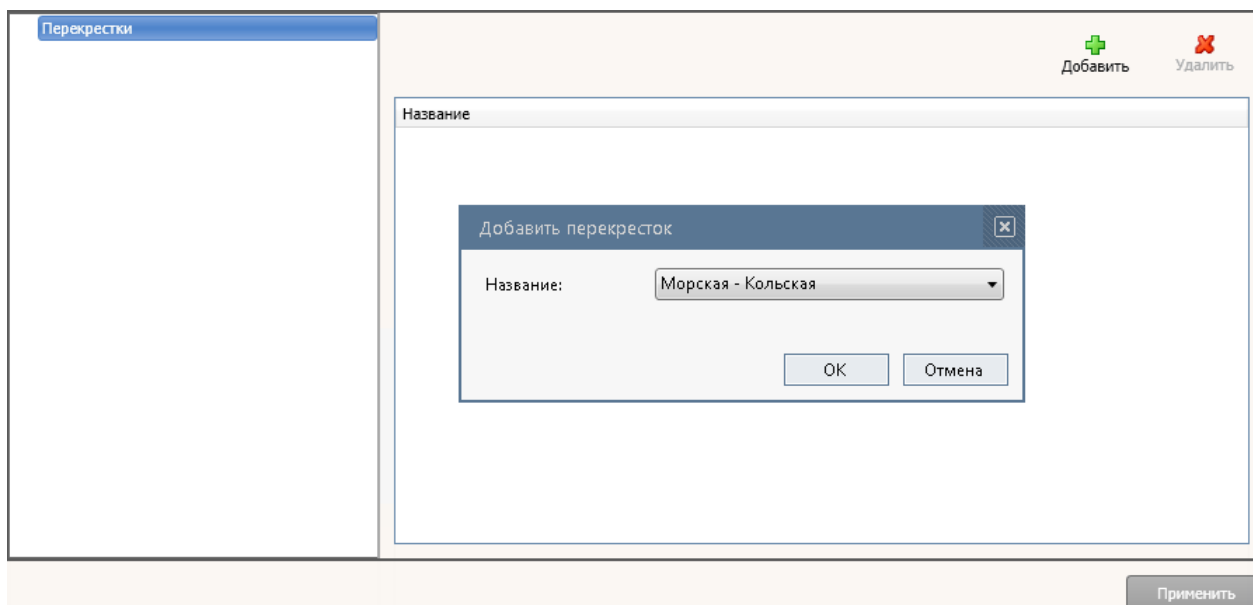 Перекрестки
Добавить Удалить
Название
Добавить перекресток
Название: Морская - Кольская
OK Отмена
Применить